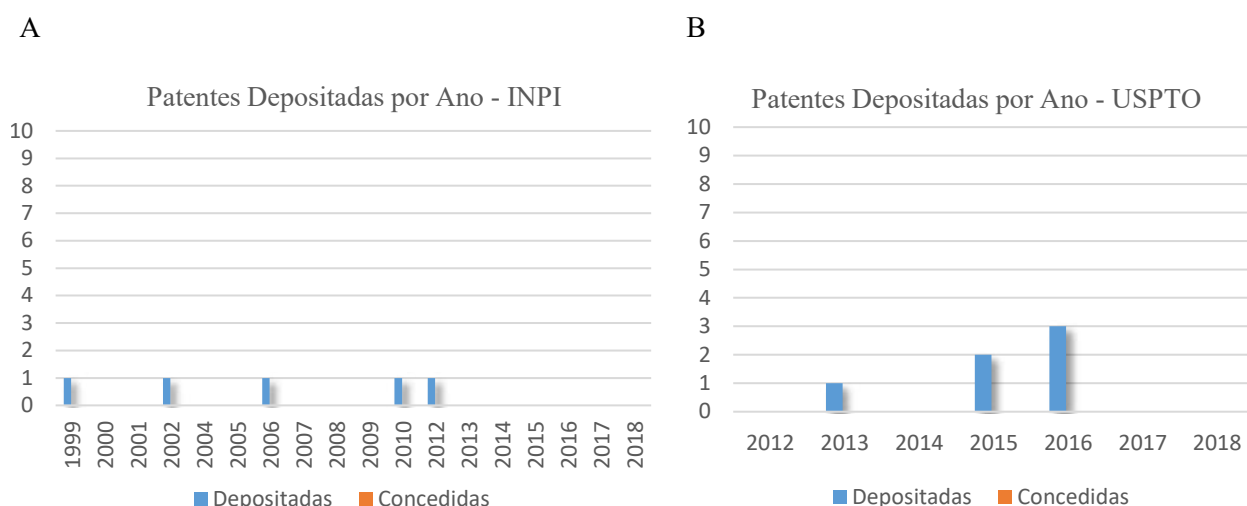 A
Patentes Depositadas por Ano - INPI
10
9
8
7
6
5
4
3
2
1
0
1999 2000 2001 2002 2004 2005 2006 2007 2008 2009 2010 2012 2013 2014 2015 2016 2017 2018
Depositadas Concedidas
B
Patentes Depositadas por Ano - USPTO
10
9
8
7
6
5
4
3
2
1
0
2012 2013 2014 2015 2016 2017 2018
Depositadas Concedidas